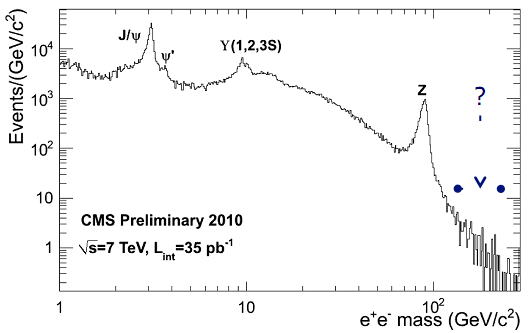 Events/(GeV/c²)
10⁴
10³
10²
10
1
J/ψ
ψ'
ϒ(1,2,3S)
Z
?
CMS Preliminary 2010
√s=7 TeV, L_int=35 pb⁻¹
1
10
10²
e⁺e⁻ mass (GeV/c²)